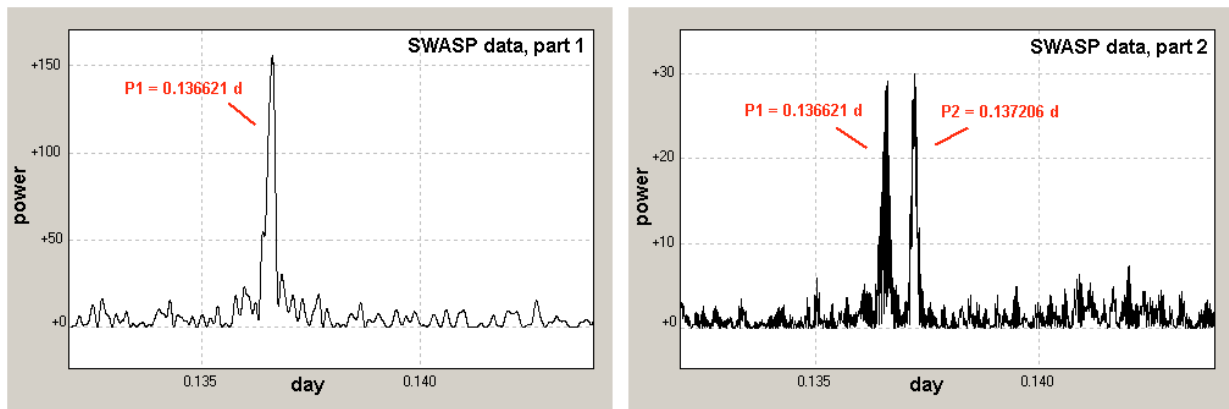 SWASP data, part 1
+150
P1 = 0.136621 d
+100
power
+50
+0
0.135
0.140
day
SWASP data, part 2
+30
P1 = 0.136621 d
P2 = 0.137206 d
+20
power
+10
+0
0.135
0.140
day